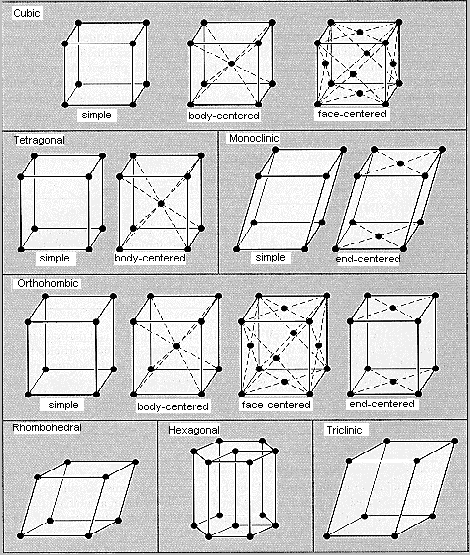 Cubic
simple
body-centered
face-centered
Tetragonal
Monoclinic
simple
body-centered
simple
end-centered
Orthohombic
simple
body-centered
face centered
end-centered
Rhombohedral
Hexagonal
Triclinic